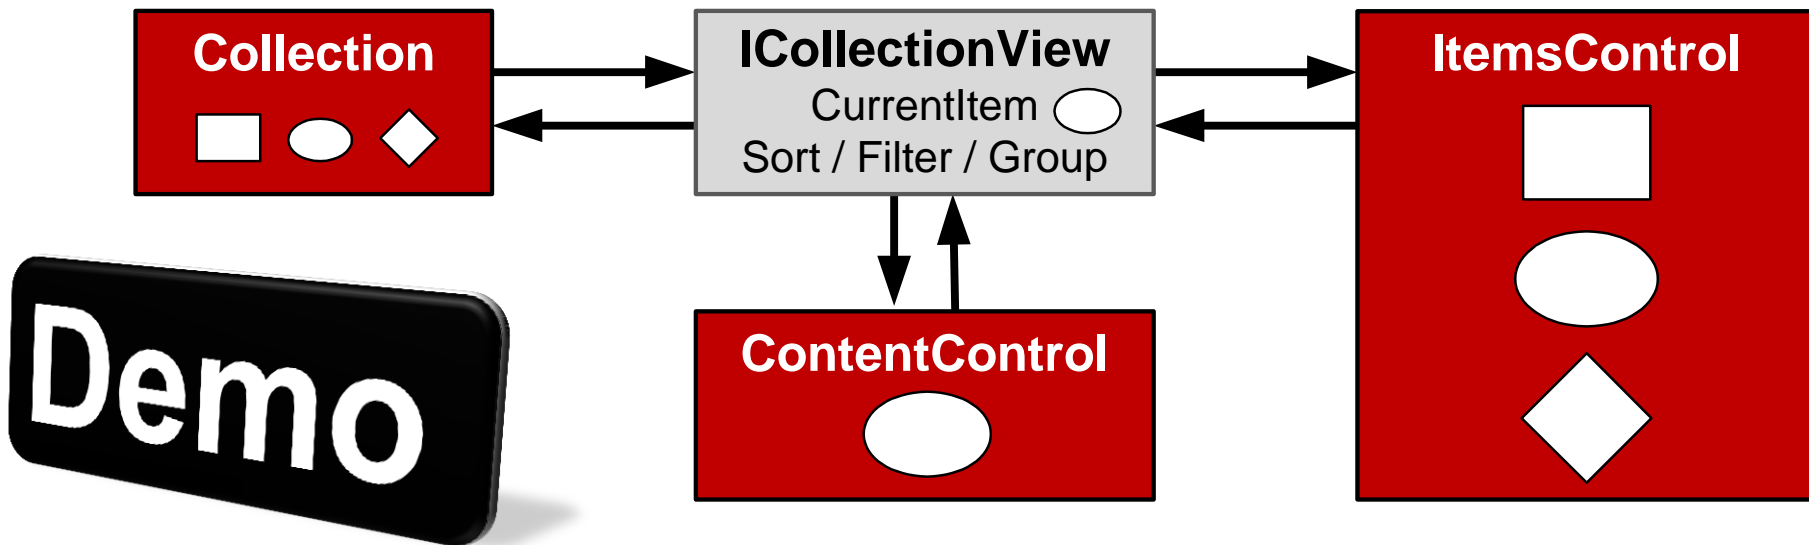 Collection
ICollectionView
CurrentItem
Sort / Filter / Group
ItemsControl
ContentControl
Demo